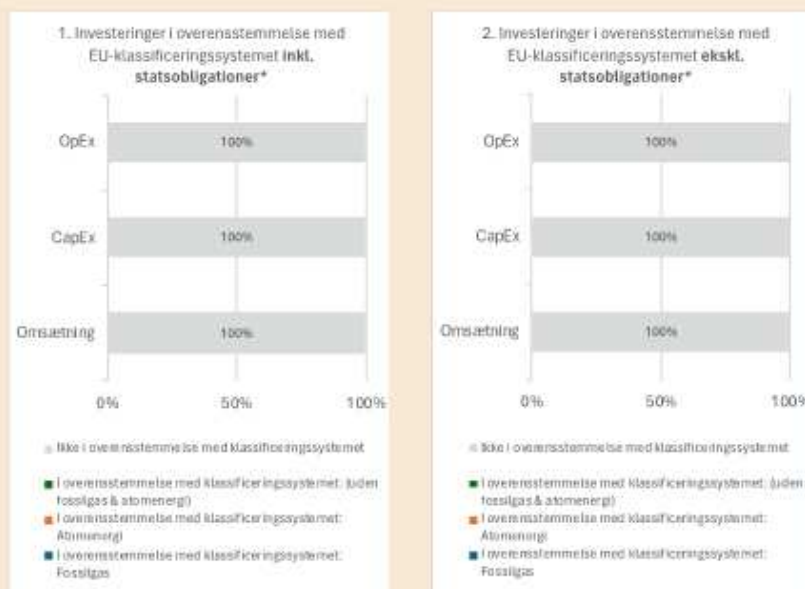 1. Investeringer i overensstemmelse med
EU-klassificeringssystemet inkl.
statsobligationer*
OpEx
100%
CapEx
100%
Omsætning
100%
0%
50%
100%
Ikke i overensstemmelse med klassificeringssystemet
I overensstemmelse med klassificeringssystemet: (uden
fossilgas & atomenergi)
I overensstemmelse med klassificeringssystemet:
Atomenergi
I overensstemmelse med klassificeringssystemet:
Fossilgas
2. Investeringer i overensstemmelse med
EU-klassificeringssystemet ekskl.
statsobligationer*
OpEx
100%
CapEx
100%
Omsætning
100%
0%
50%
100%
Ikke i overensstemmelse med klassificeringssystemet
I overensstemmelse med klassificeringssystemet: (uden
fossilgas & atomenergi)
I overensstemmelse med klassificeringssystemet:
Atomenergi
I overensstemmelse med klassificeringssystemet:
Fossilgas